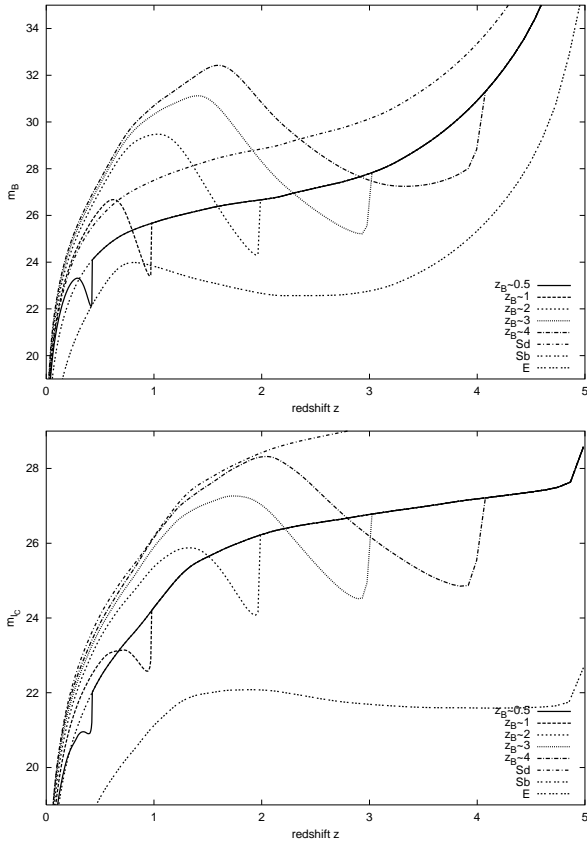 34
32
30
28
26
24
22
20
m_B
0 1 2 3 4 5
redshift z
z_B~0.5
z_B~1
z_B~2
z_B~3
z_B~4
Sd
Sb
E
28
26
24
22
20
m_I_C
0 1 2 3 4 5
redshift z
z_B~0.5
z_B~1
z_B~2
z_B~3
z_B~4
Sd
Sb
E